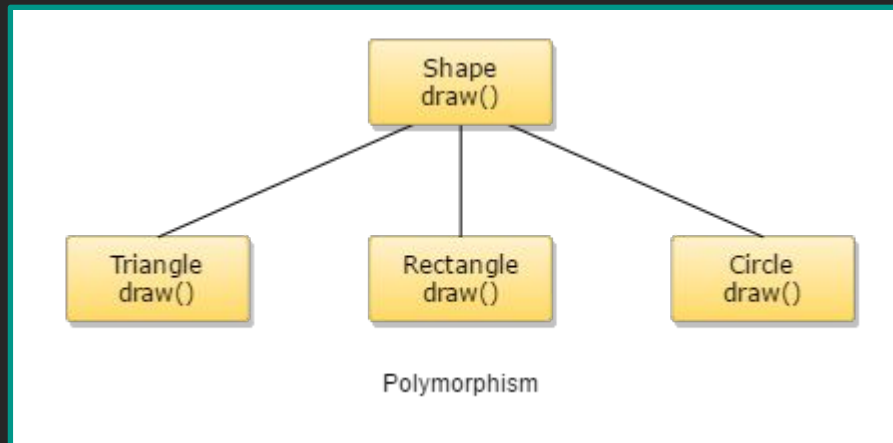 Shape
draw()
Triangle
draw()
Rectangle
draw()
Circle
draw()
Polymorphism